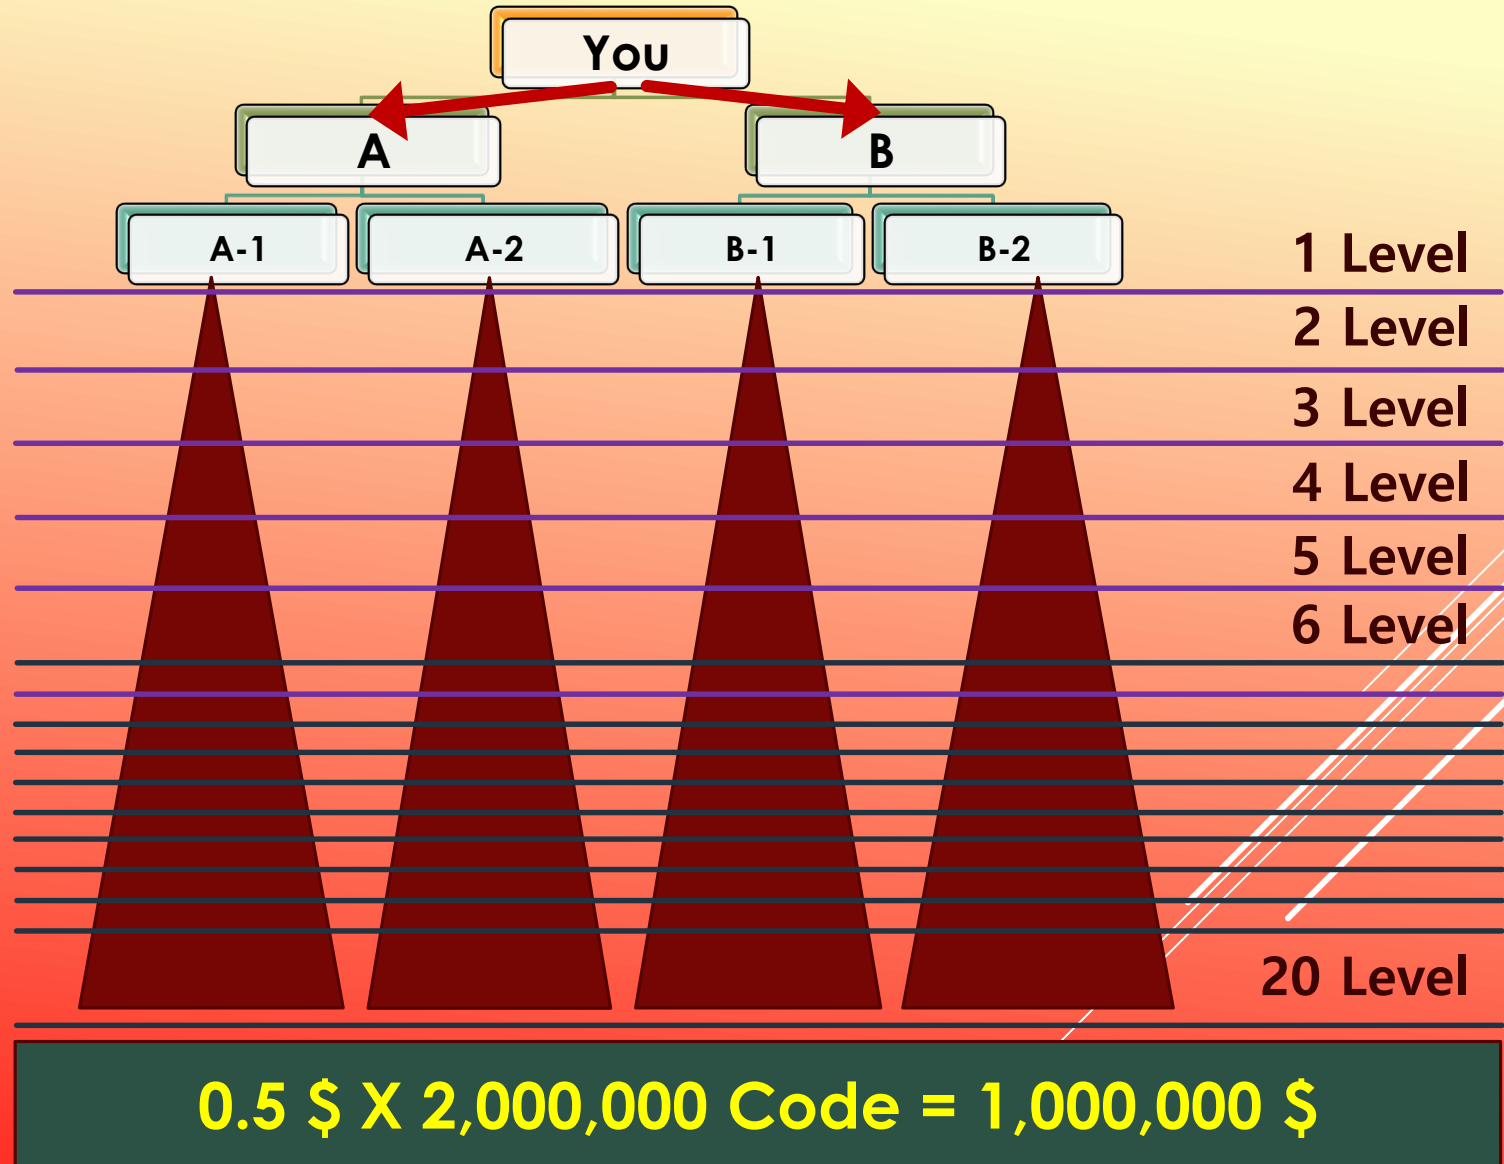 You
A B
A-1 A-2 B-1 B-2
1 Level
2 Level
3 Level
4 Level
5 Level
6 Level
20 Level
0.5 $ X 2,000,000 Code = 1,000,000 $